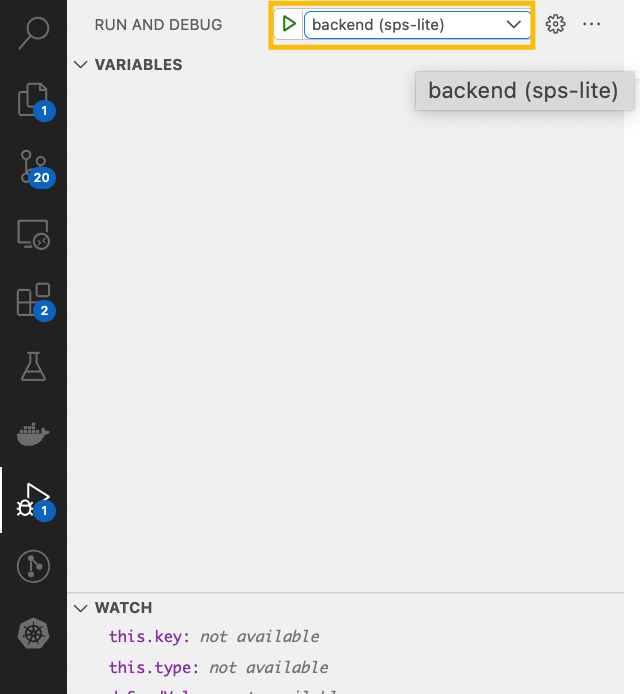 RUN AND DEBUG
backend (sps-lite)
VARIABLES
backend (sps-lite)
1
20
2
1
WATCH
this.key: not available
this.type: not available